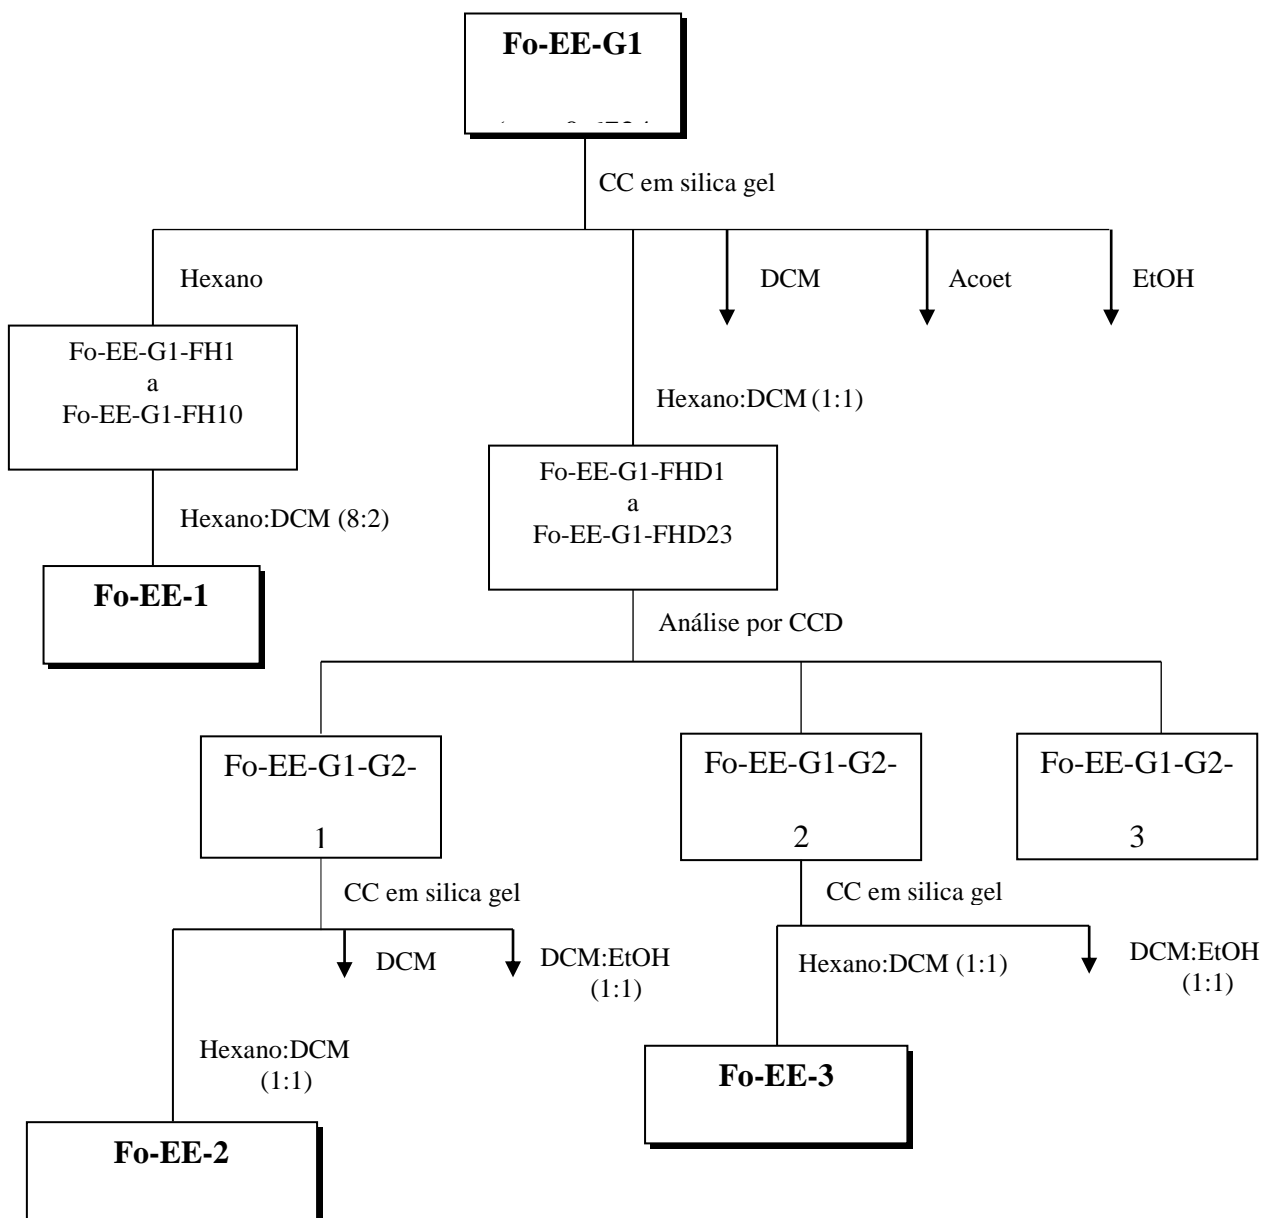 Fo-EE-G1
CC em silica gel
Hexano
DCM
Acoet
EtOH
Fo-EE-G1-FH1
a
Fo-EE-G1-FH10
Hexano:DCM (1:1)
Fo-EE-G1-FHD1
a
Fo-EE-G1-FHD23
Hexano:DCM (8:2)
Fo-EE-1
Análise por CCD
Fo-EE-G1-G2-
1
Fo-EE-G1-G2-
2
Fo-EE-G1-G2-
3
CC em silica gel
CC em silica gel
DCM
DCM:EtOH
(1:1)
Hexano:DCM (1:1)
DCM:EtOH
(1:1)
Hexano:DCM
(1:1)
Fo-EE-3
Fo-EE-2